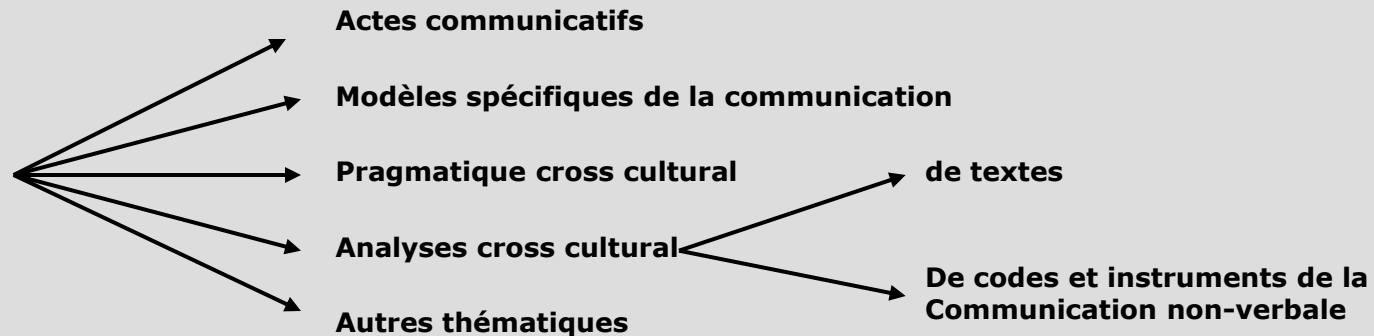 Actes communicatifs
Modèles spécifiques de la communication
Pragmatique cross cultural
de textes
Analyses cross cultural
De codes et instruments de la
Communication non-verbale
Autres thématiques